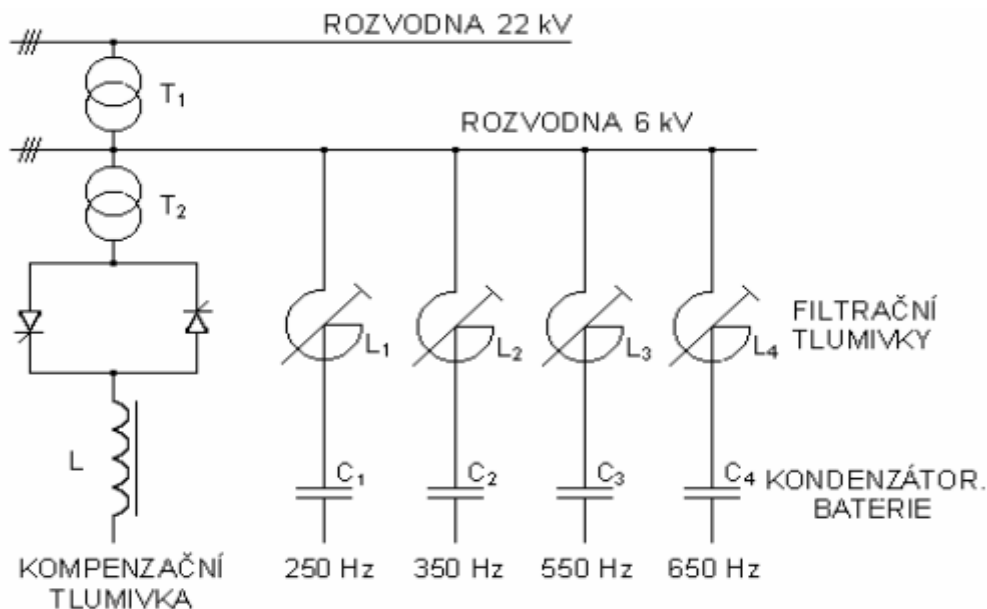 ROZVODNA 22 kV
T₁
ROZVODNA 6 kV
T₂
L₁
L₂
L₃
L₄
FILTRAČNÍ
TLUMIVKY
L
C₁
C₂
C₃
C₄
KONDENZÁTOR.
BATERIE
KOMPENZAČNÍ
TLUMIVKA
250 Hz
350 Hz
550 Hz
650 Hz